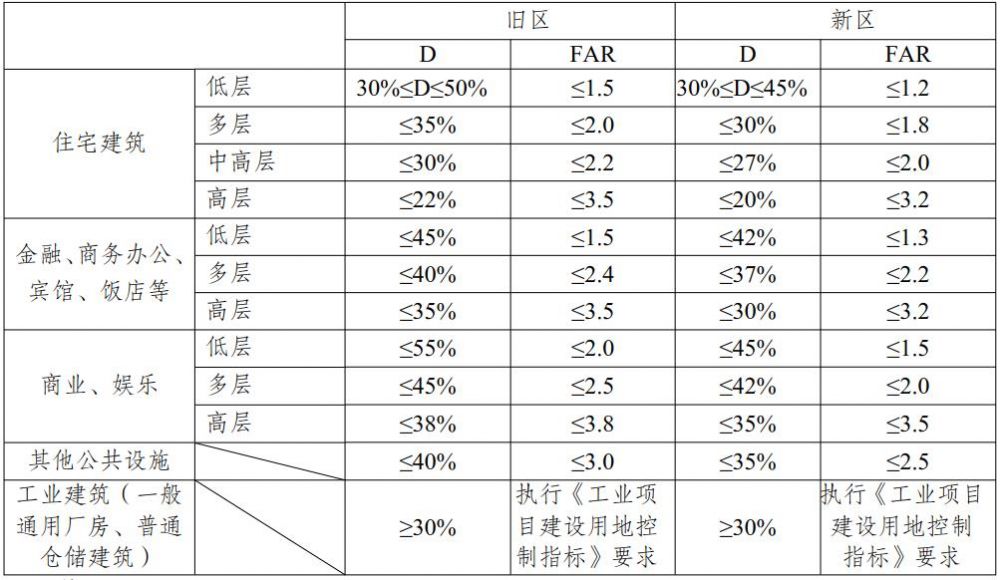 旧区 新区
D FAR D FAR
住宅建筑 低层 30%≤D≤50% ≤1.5 30%≤D≤45% ≤1.2
多层 ≤35% ≤2.0 ≤30% ≤1.8
中高层 ≤30% ≤2.2 ≤27% ≤2.0
高层 ≤22% ≤3.5 ≤20% ≤3.2
金融、商务办公、
宾馆、饭店等
低层 ≤45% ≤1.5 ≤42% ≤1.3
多层 ≤40% ≤2.4 ≤37% ≤2.2
高层 ≤35% ≤3.5 ≤30% ≤3.2
商业、娱乐 低层 ≤55% ≤2.0 ≤45% ≤1.5
多层 ≤45% ≤2.5 ≤42% ≤2.0
高层 ≤38% ≤3.8 ≤35% ≤3.5
其他公共设施 ≤40% ≤3.0 ≤35% ≤2.5
工业建筑（一般
通用厂房、普通
仓储建筑）
≥30%
执行《工业项
目建设用地控
制指标》要求
≥30%
执行《工业项目
建设用地控制
指标》要求